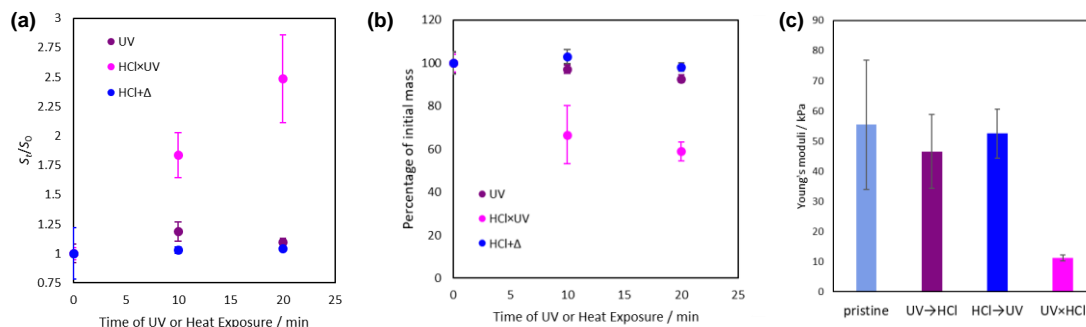 (a)
3
2.75
2.5
2.25
2
1.75
1.5
1.25
1
0.75
St/S0
UV
HCl×UV
HCl+Δ
0 5 10 15 20 25
Time of UV or Heat Exposure / min
(b)
120
100
80
60
40
20
0
Percentage of initial mass
UV
HCl×UV
HCl+Δ
0 5 10 15 20 25
Time of UV or Heat Exposure / min
(c)
90
80
70
60
50
40
30
20
10
0
Young's moduli / kPa
pristine UV→HCl HCl→UV UV×HCl